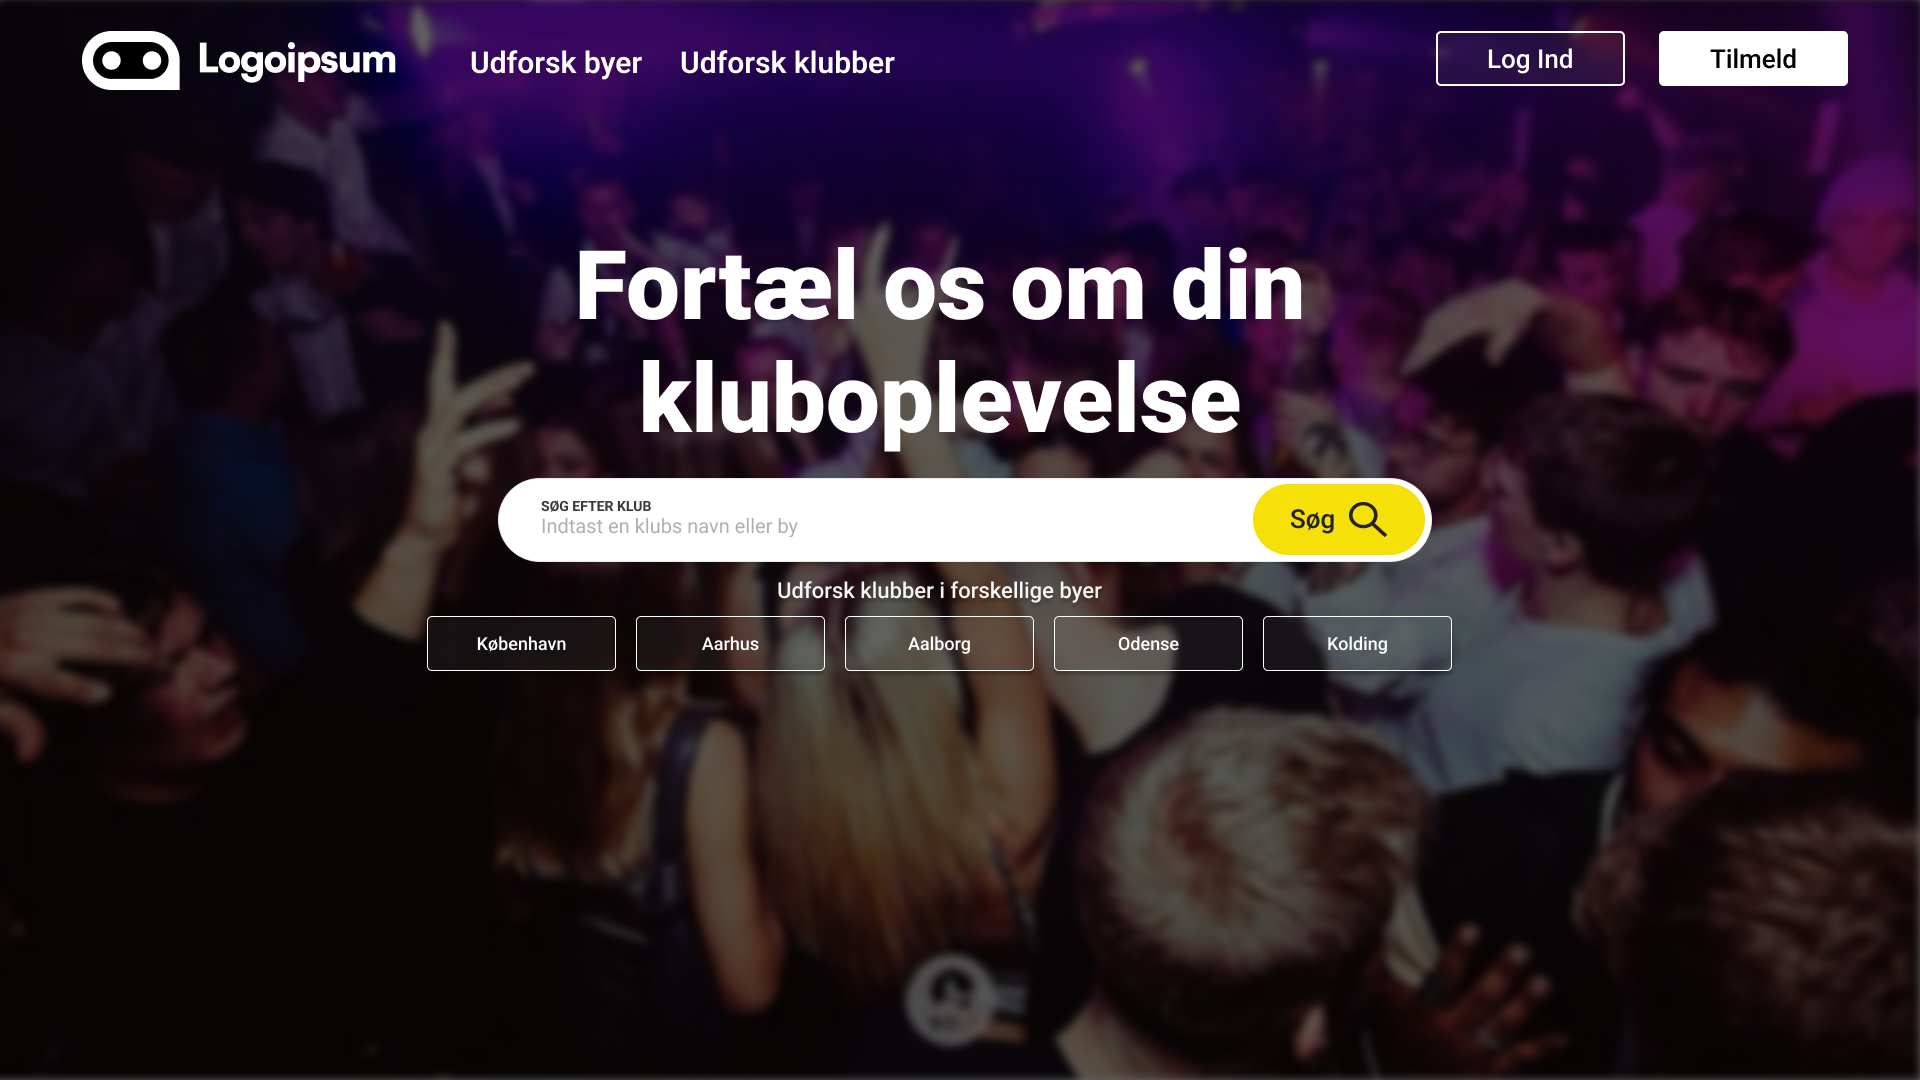 Logoipsum
Udforsk byer
Udforsk klubber
Log Ind
Tilmeld
Fortæl os om din
kluboplevelse
SØG EFTER KLUB
Indtast en klubs navn eller by
Søg
Udforsk klubber i forskellige byer
København
Aarhus
Aalborg
Odense
Kolding